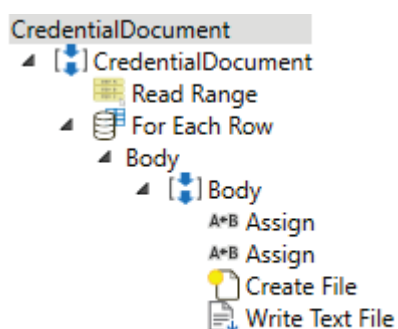 CredentialDocument
CredentialDocument
Read Range
For Each Row
Body
Body
A+B Assign
A+B Assign
Create File
Write Text File